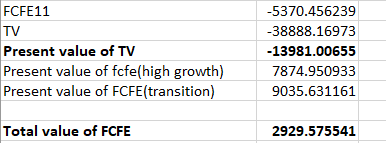 FCFE11 -5370.456239
TV -38888.16973
Present value of TV -13981.00655
Present value of fcfe(high growth) 7874.950933
Present value of FCFE(transition) 9035.631161
Total value of FCFE 2929.575541